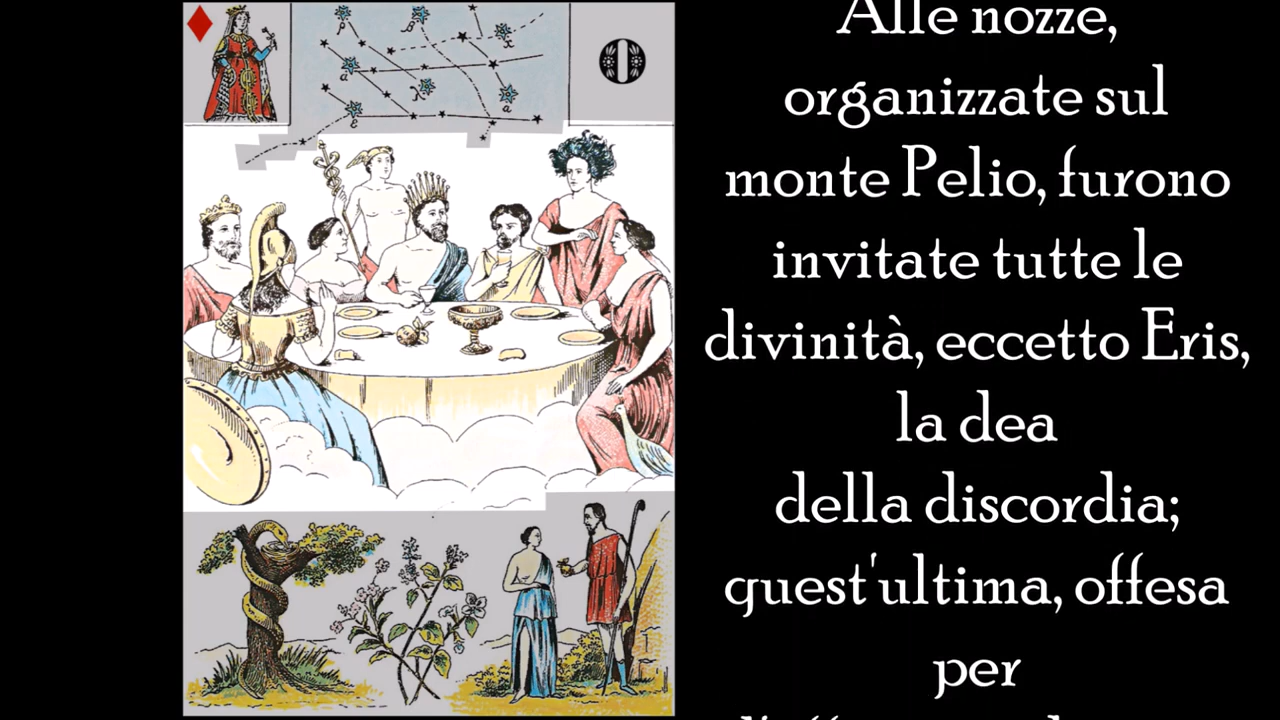 O
Alle nozze,
organizzate sul
monte Pelio, furono
invitate tutte le
divinità, eccetto Eris,
la dea
della discordia;
quest'ultima, offesa
per